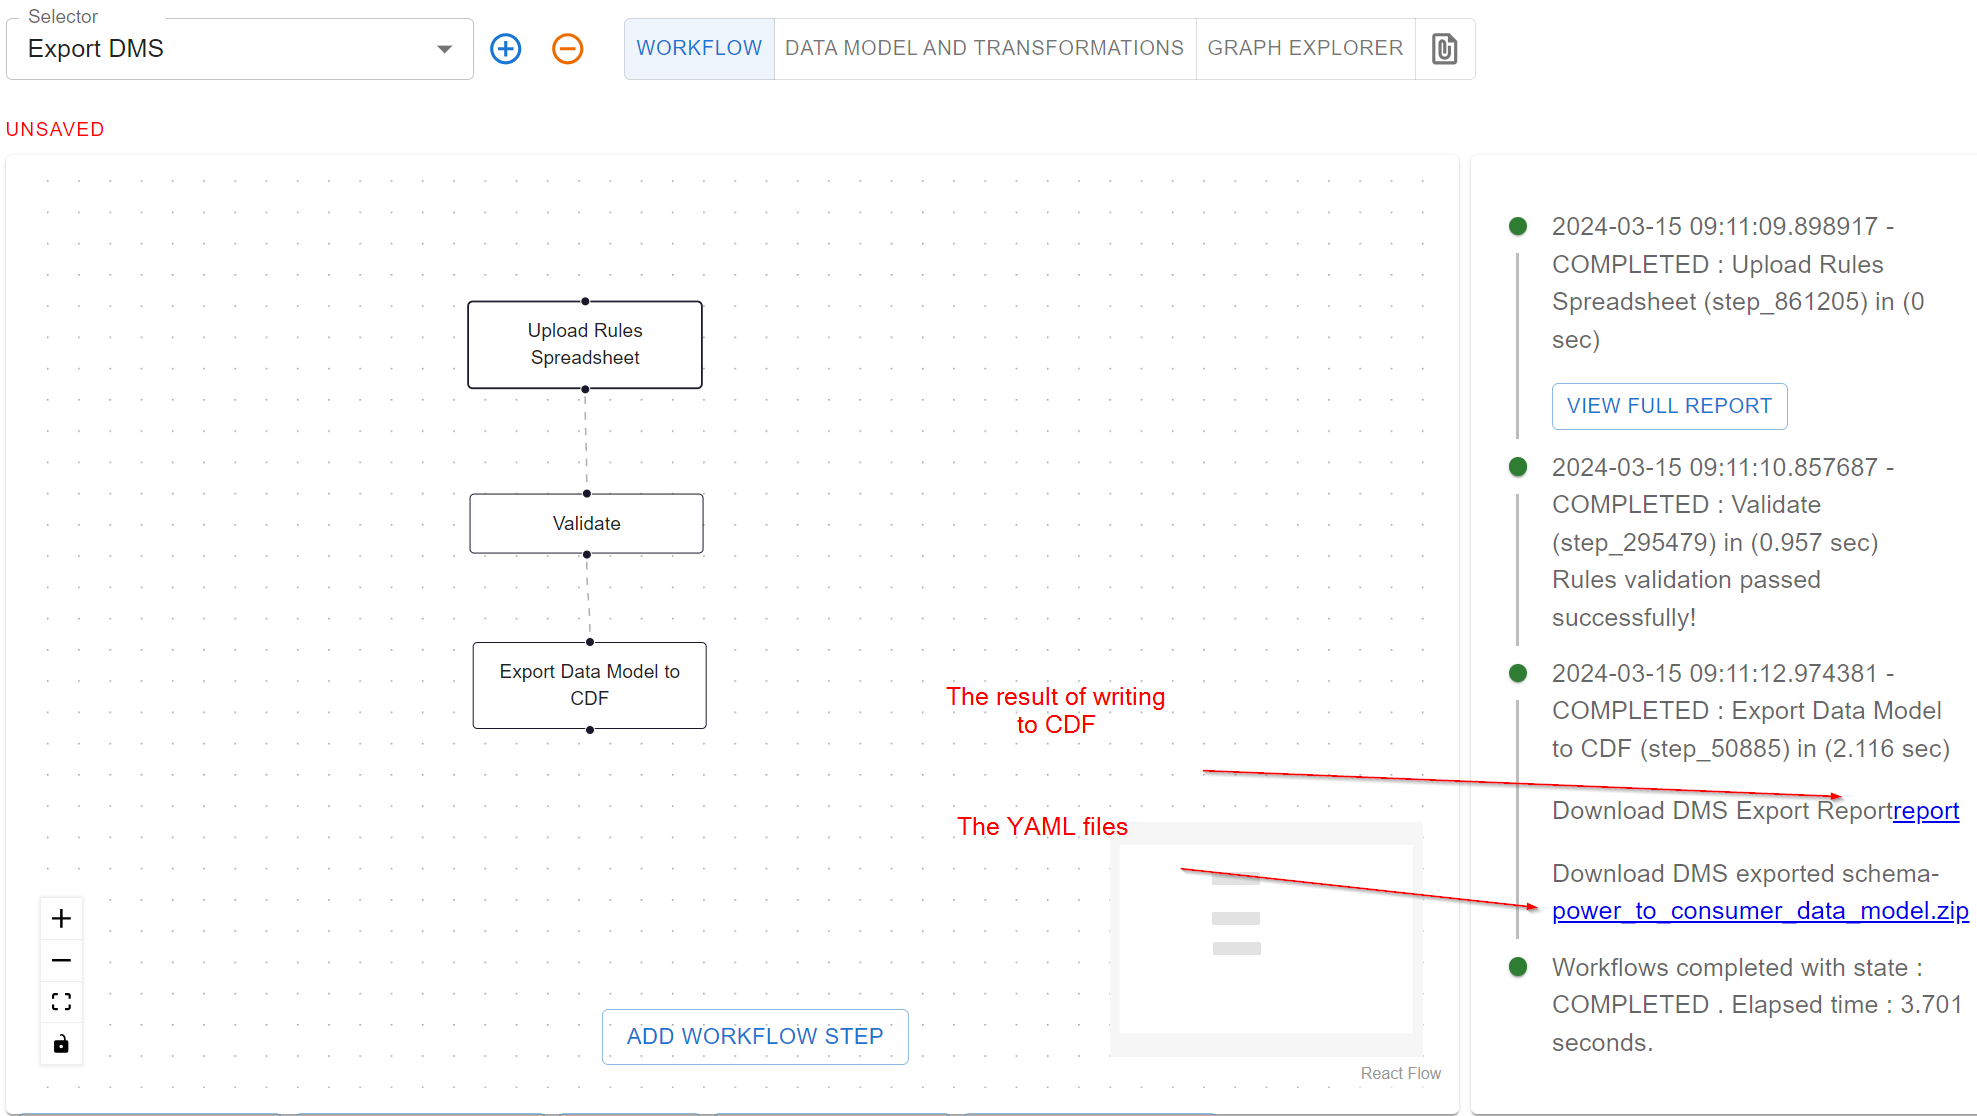 Selector
Export DMS
WORKFLOW
DATA MODEL AND TRANSFORMATIONS
GRAPH EXPLORER
UNSAVED
Upload Rules
Spreadsheet
Validate
Export Data Model to
CDF
The result of writing
to CDF
The YAML files
ADD WORKFLOW STEP
React Flow
2024-03-15 09:11:09.898917 -
COMPLETED : Upload Rules
Spreadsheet (step_861205) in (0
sec)
VIEW FULL REPORT
2024-03-15 09:11:10.857687 -
COMPLETED : Validate
(step_295479) in (0.957 sec)
Rules validation passed
successfully!
2024-03-15 09:11:12.974381 -
COMPLETED : Export Data Model
to CDF (step_50885) in (2.116 sec)
Download DMS Export Reportreport
Download DMS exported schema-
power_to_consumer_data_model.zip
Workflows completed with state :
COMPLETED . Elapsed time : 3.701
seconds.